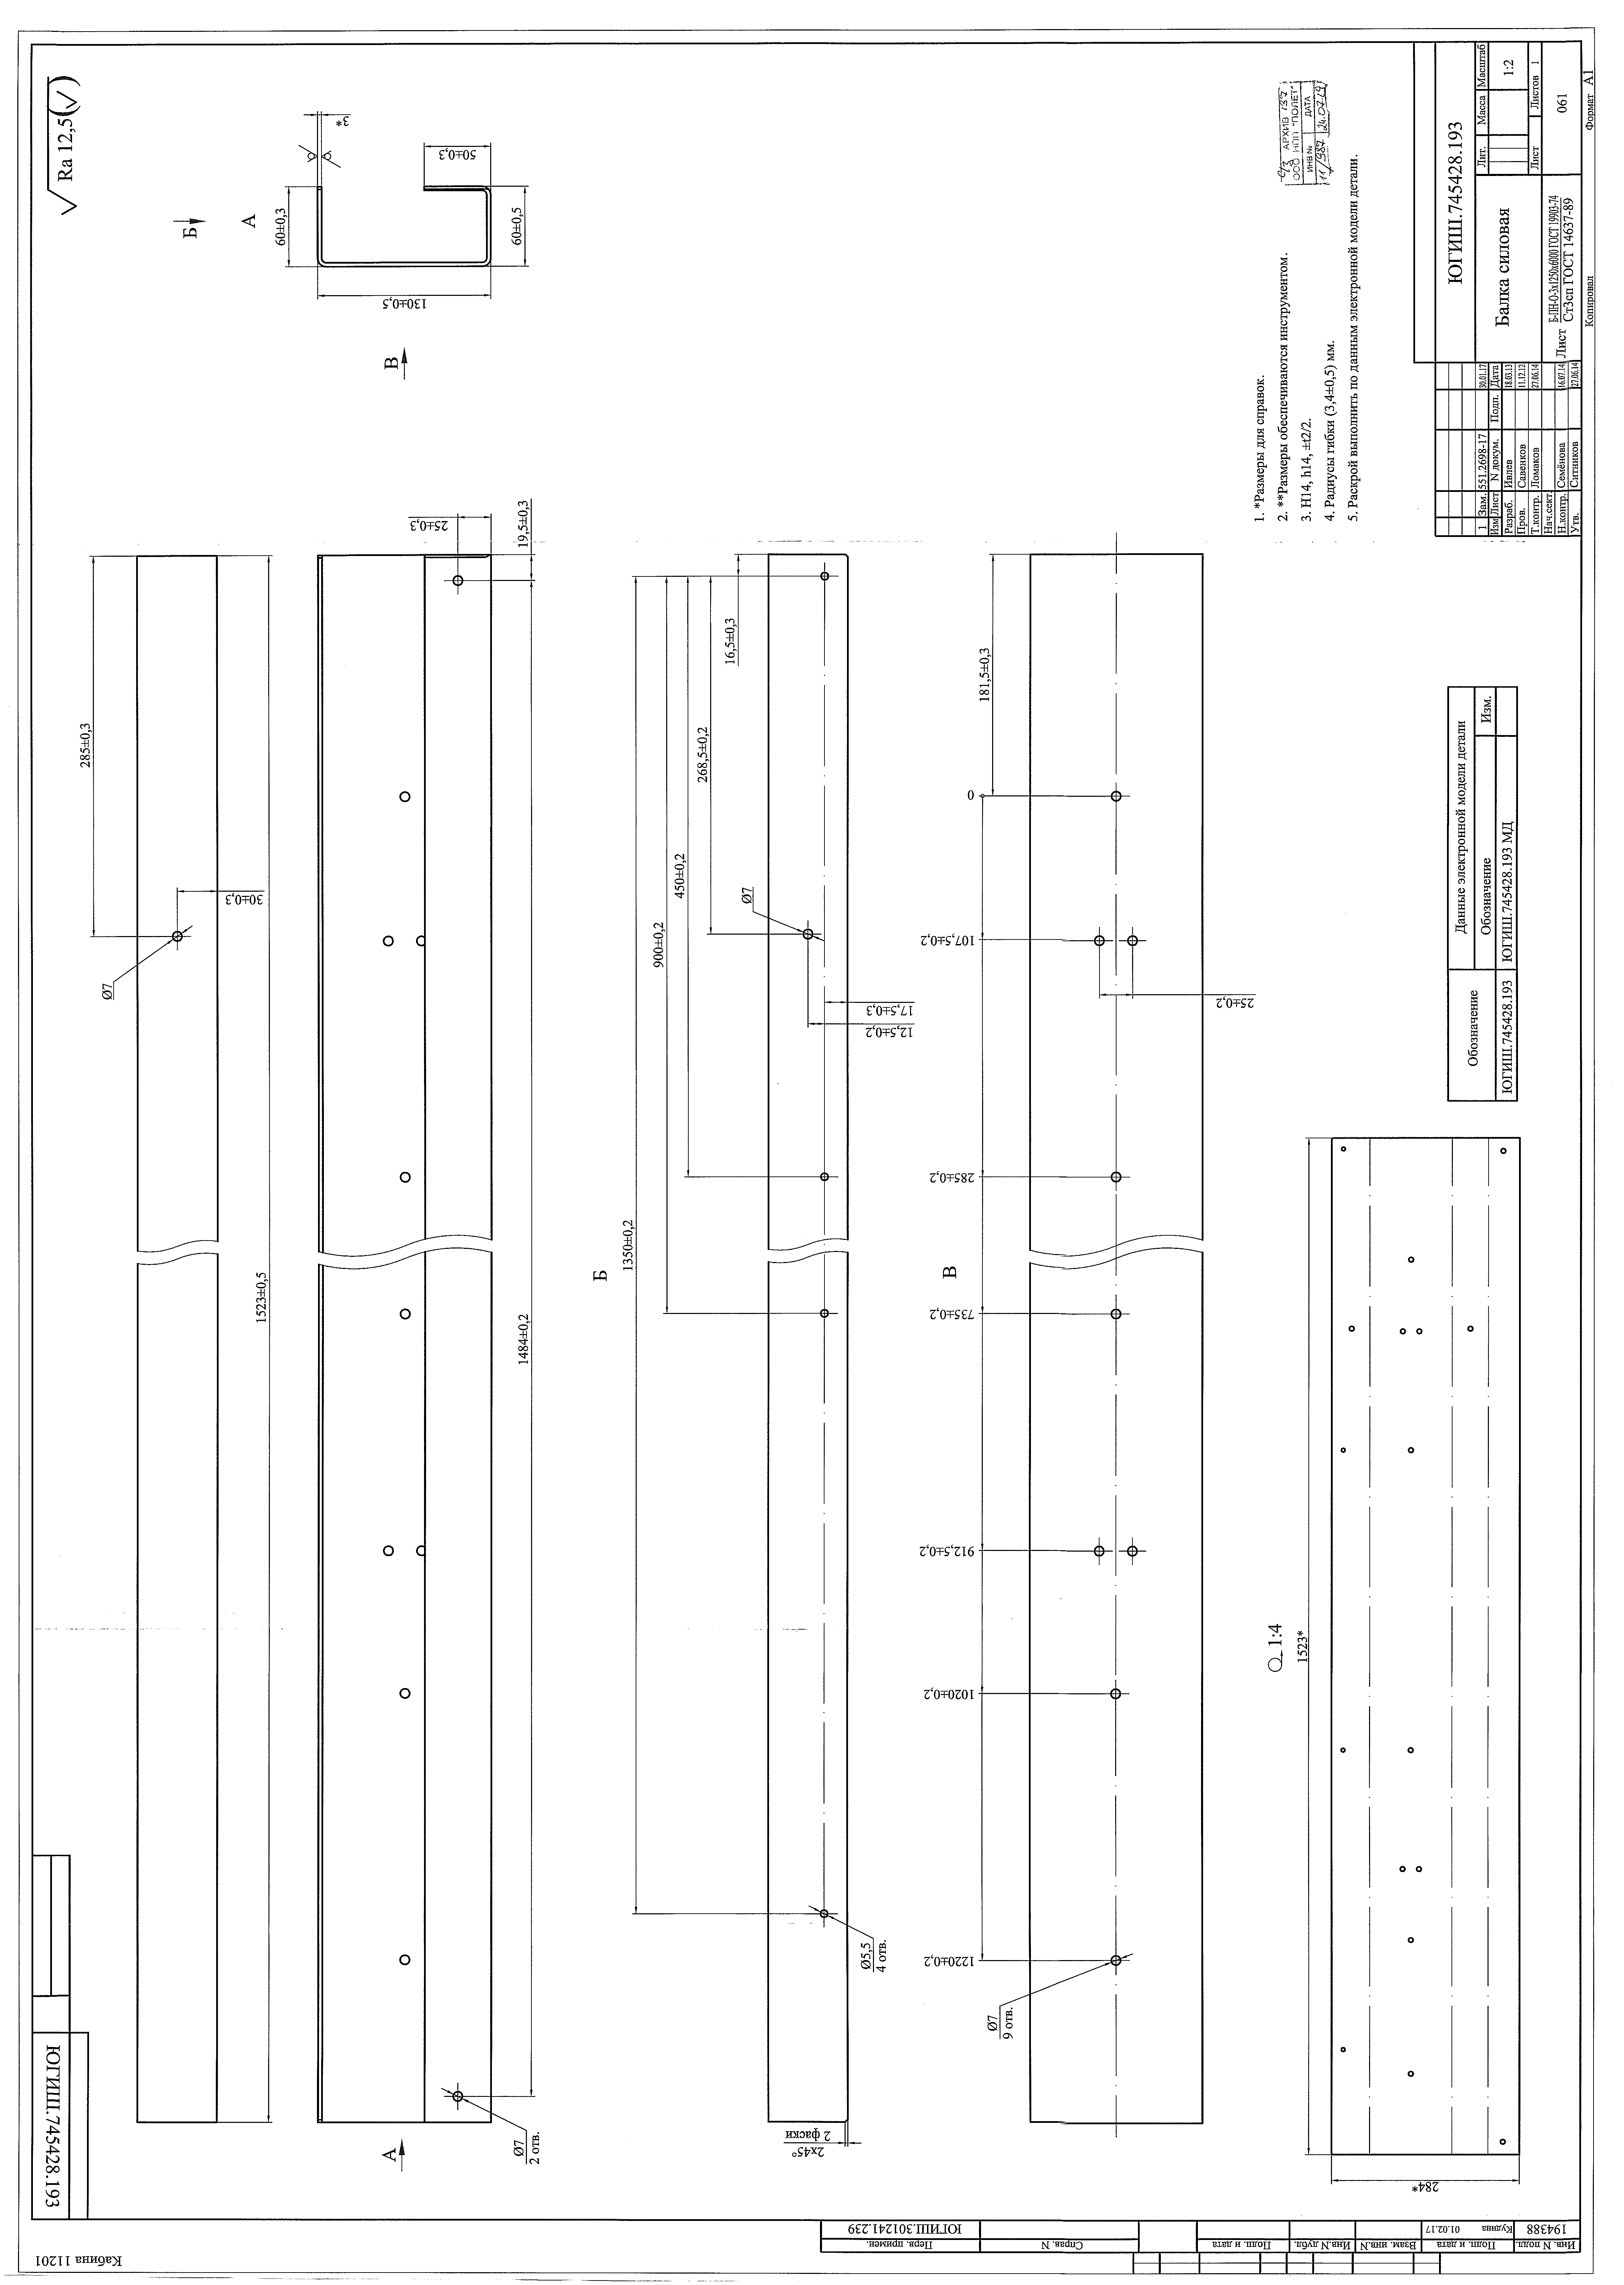 ЮГИШ.745428.193
√ Ra 12,5(√)
Кабина 11201
285±0,3
Ø7
30±0,3
1523±0,5
А
25±0,3
19,5±0,3
1484±0,2
Ø7
2 отв.
Б
А
60±0,3
3*
50±0,3
60±0,5
130±0,5
В
Б
1350±0,2
900±0,2
450±0,2
268,5±0,2
16,5±0,3
Ø7
17,5±0,3
12,5±0,2
Ø5,5
4 отв.
2x45°
2 фаски
В
181,5±0,3
0
107,5±0,2
285±0,2
735±0,2
912,5±0,2
1020±0,2
1220±0,2
25±0,2
Ø7
9 отв.
1:4
1523*
284*
1. *Размеры для справок.
2. **Размеры обеспечиваются инструментом.
3. H14, h14, ±t2/2.
4. Радиусы гибки (3,4±0,5) мм.
5. Раскрой выполнить по данным электронной модели детали.
АРХИВ 137
ООО НПП "ПОЛЕТ"
ИНВ № ДАТА
11/987 24.07.19
Обозначение
Данные электронной модели детали
Обозначение Изм.
ЮГИШ.745428.193 ЮГИШ.745428.193 МД
ЮГИШ.745428.193
1 Зам. 551.2698-17 30.01.17
Изм Лист N докум. Подп. Дата
Разраб. Ивлев 18.03.13
Пров. Савенков 11.12.12
Т.контр. Ломаков 27.06.14
Нач.сект.
Н.контр. Семёнова 16.07.14
Утв. Ситников 27.06.14
Балка силовая
Лит. Масса Масштаб
1:2
Лист Листов 1
Лист Б-ПН-О-3х1250х6000 ГОСТ 19903-74
Ст3сп ГОСТ 14637-89
061
Копировал
Формат А1
Перв. примен.
ЮГИШ.301241.239
Справ. N
Подп. и дата
Инв.N дубл.
Взам. инв.N
Подп. и дата
Кудина 01.02.17
Инв. N подл.
194388